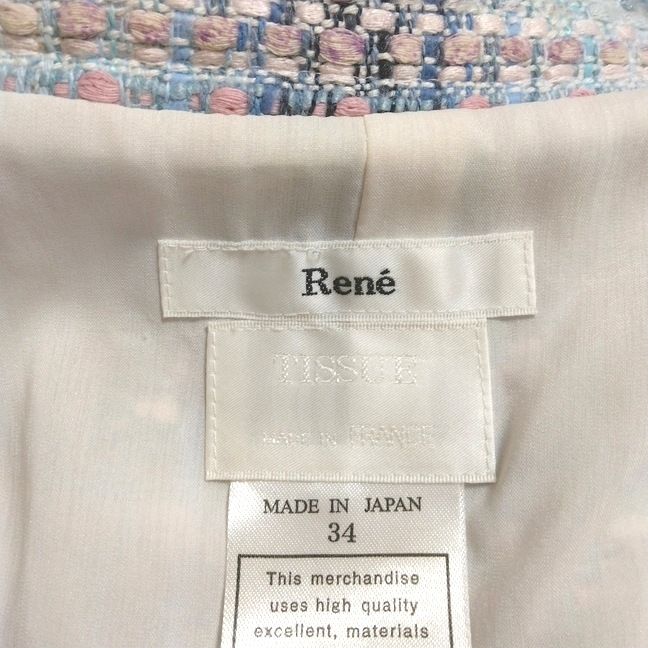 René
TISSUE
MADE IN FRANCE
MADE IN JAPAN
34
This merchandise
uses high quality
excellent, materials